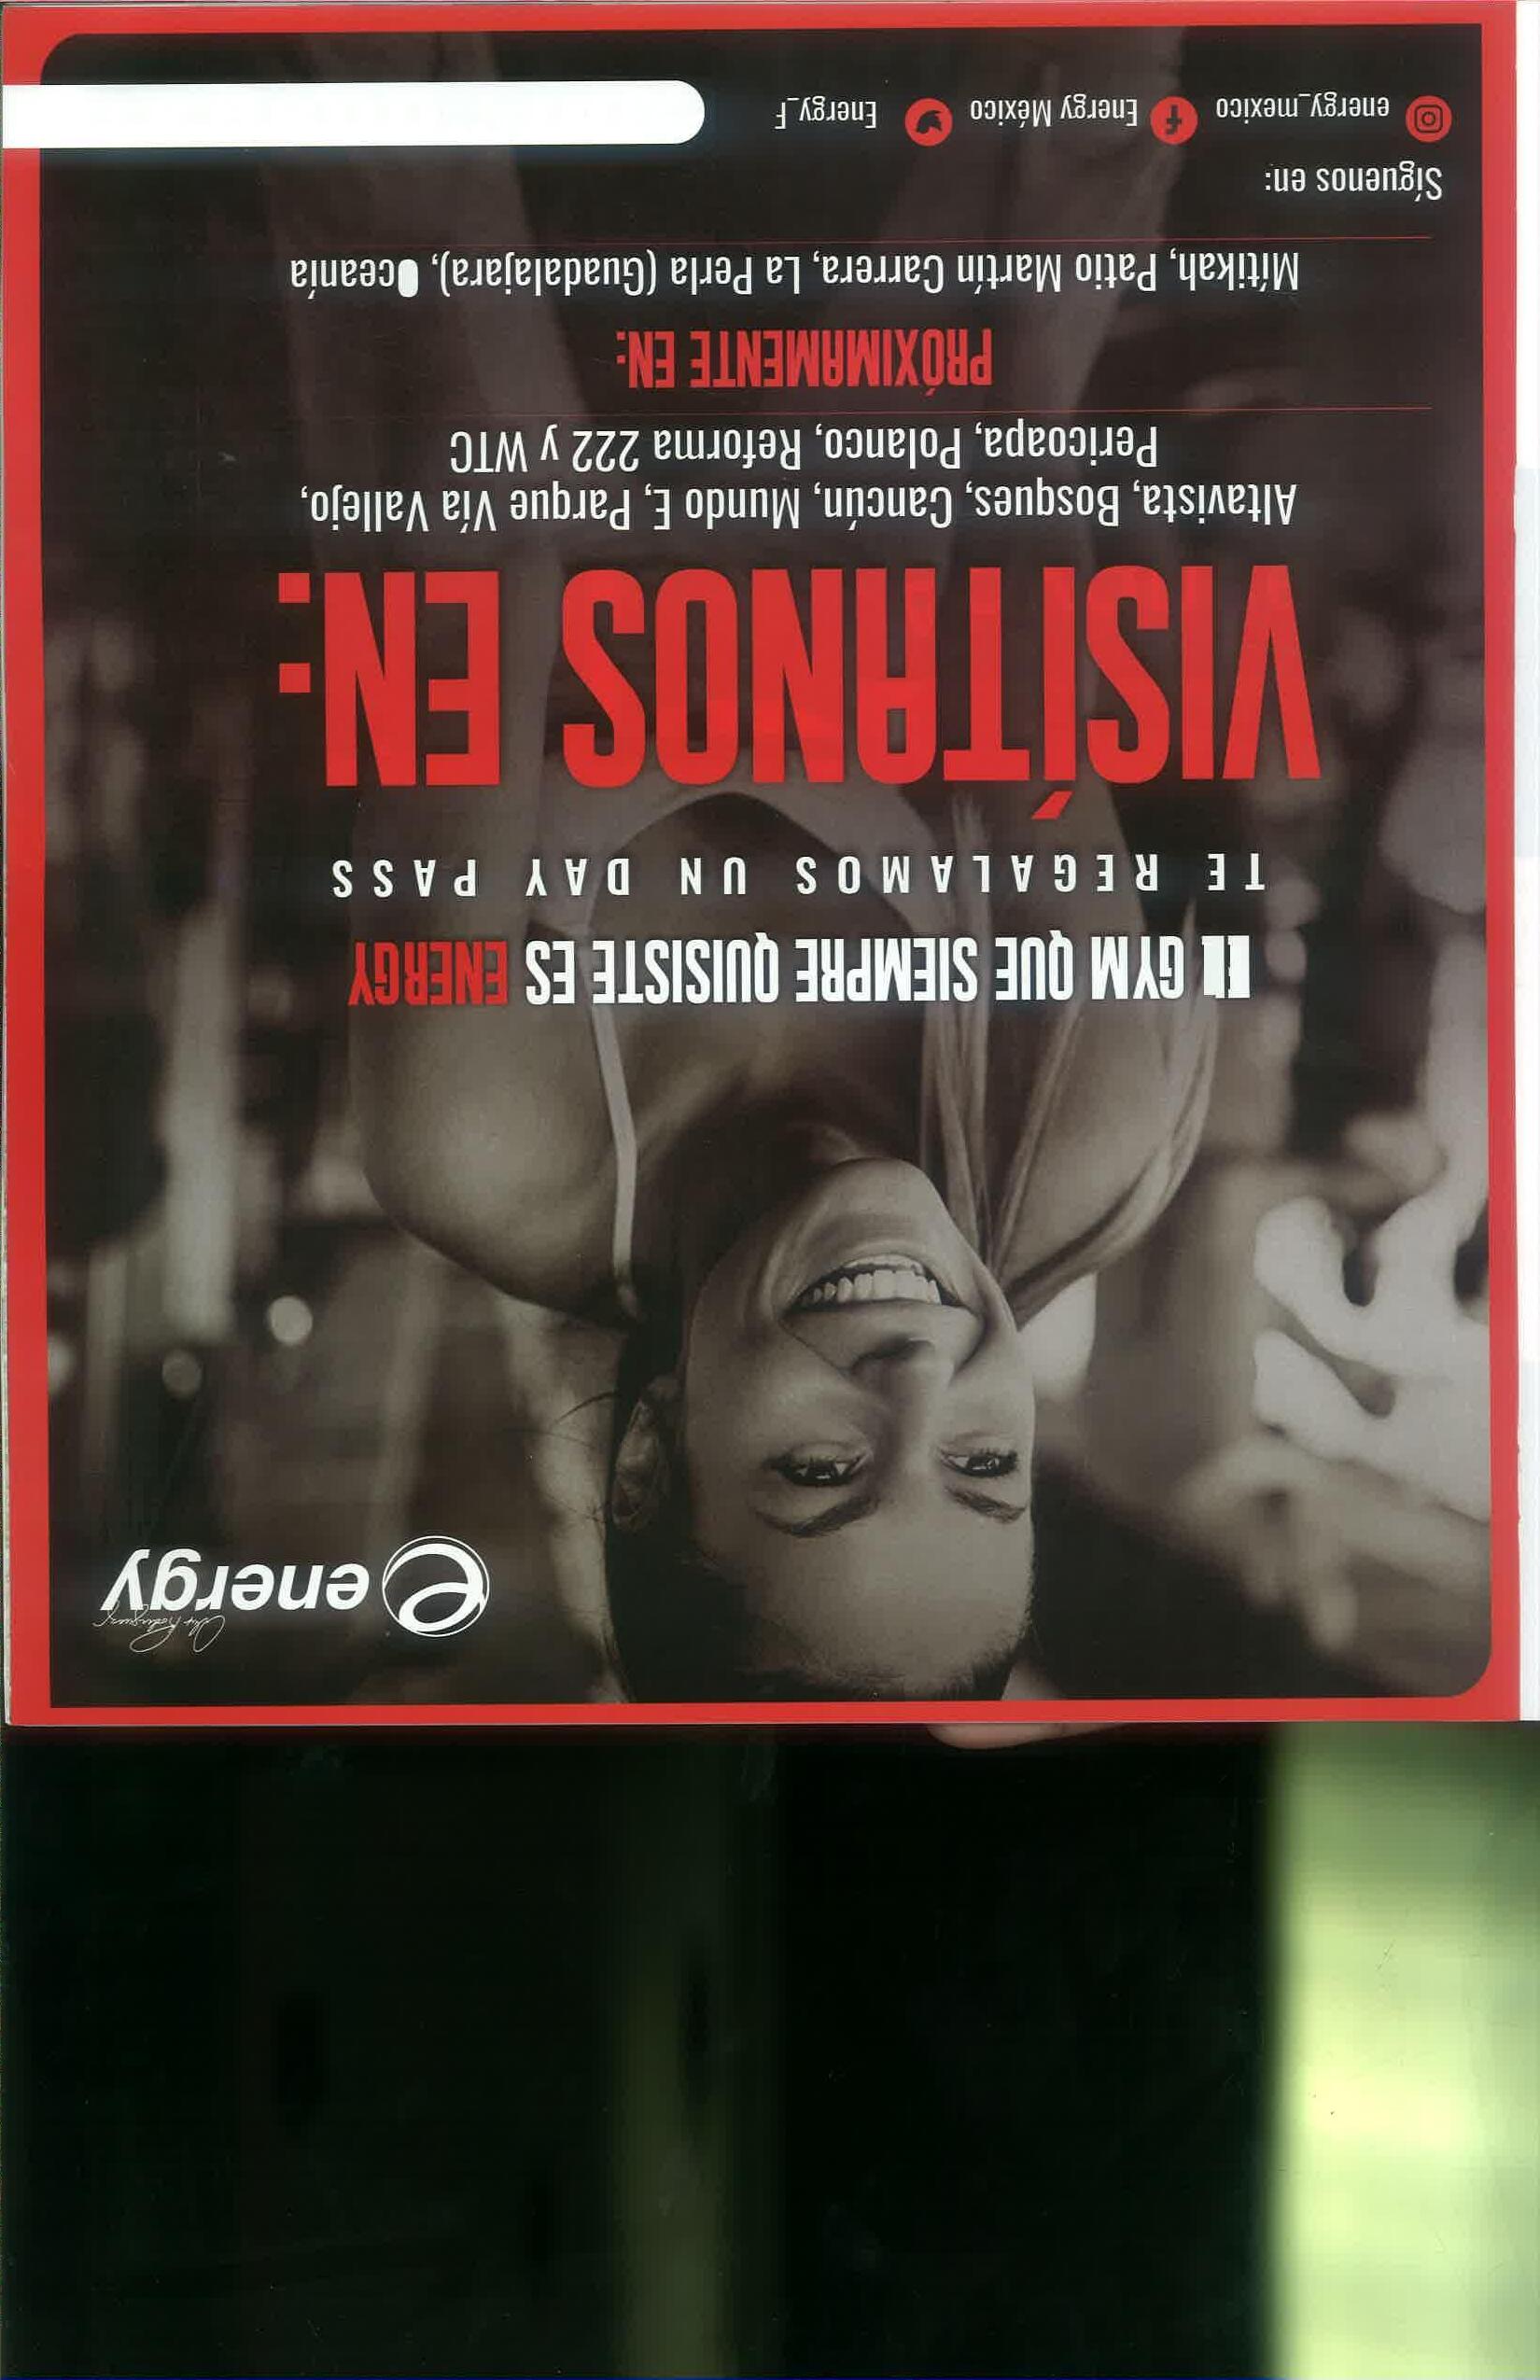 energy
EL GYM QUE SIEMPRE QUISISTE ES ENERGY
TE REGALAMOS UN DAY PASS
VISÍTANOS EN:
Altavista, Bosques, Cancún, Mundo E, Parque Vía Vallejo,
Pericoapa, Polanco, Reforma 222 y WTC
PRÓXIMAMENTE EN:
Mítikah, Patio Martín Carrera, La Perla (Guadalajara), Oceanía
Síguenos en:
energy_mexico Energy México Energy_F